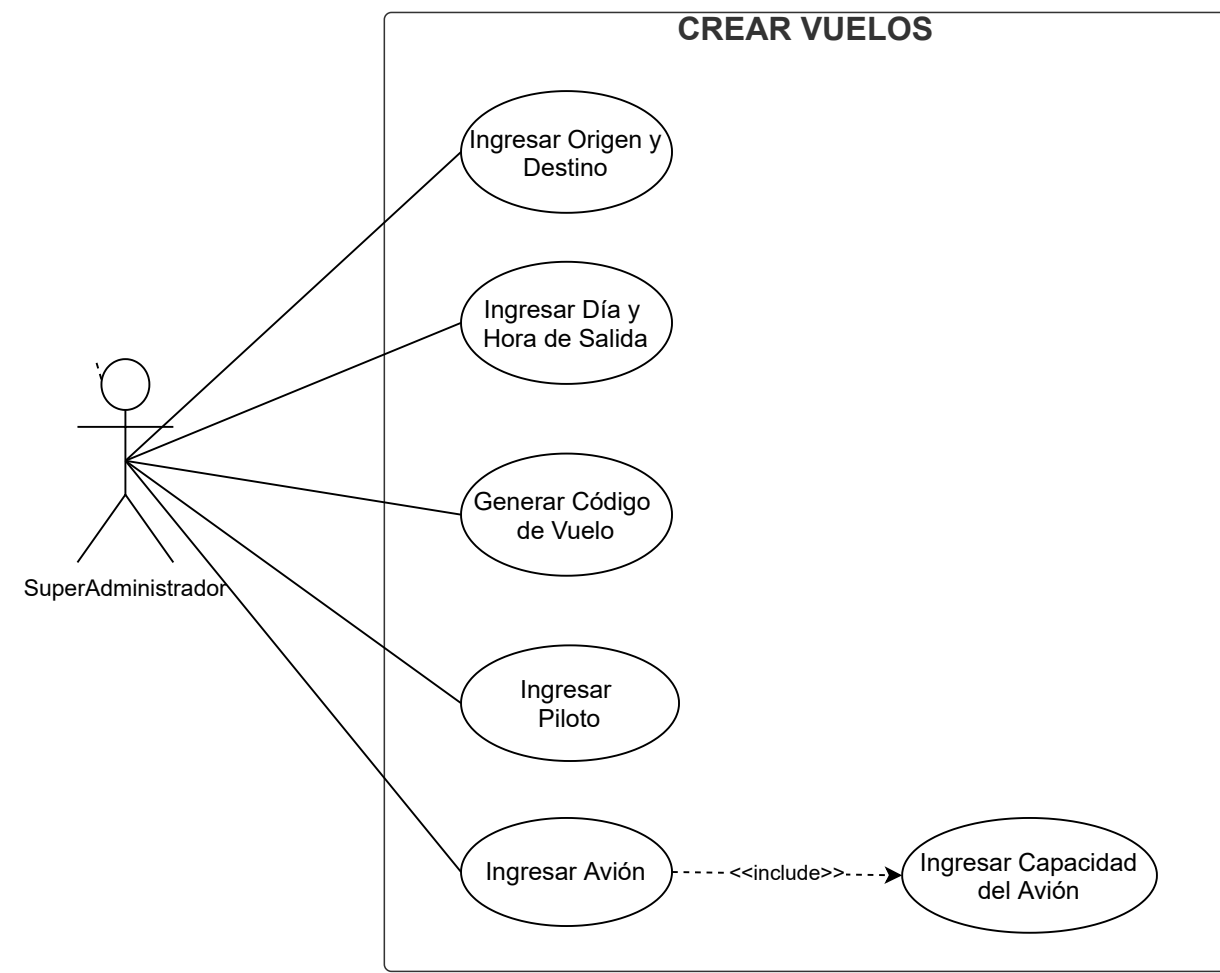 CREAR VUELOS
Ingresar Origen y
Destino
Ingresar Día y
Hora de Salida
Generar Código
de Vuelo
SuperAdministrador
Ingresar
Piloto
Ingresar Avión
<<include>>
Ingresar Capacidad
del Avión